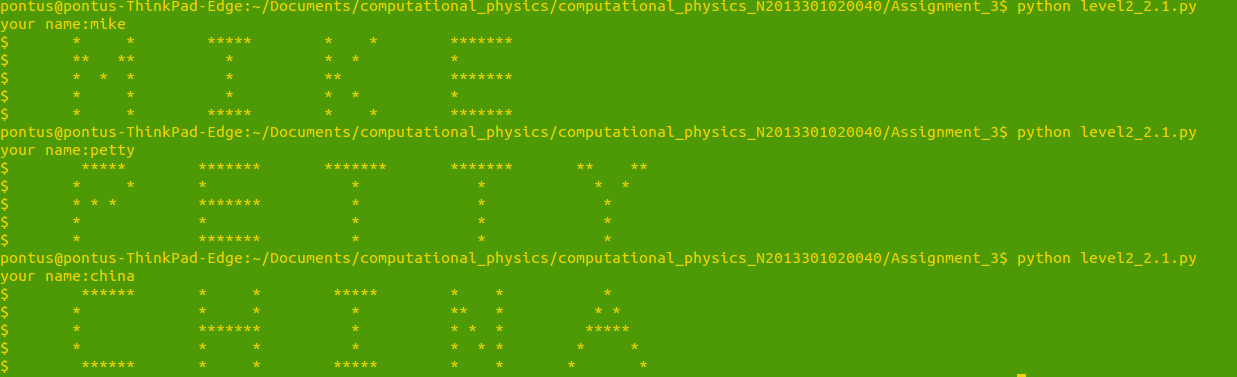 pontus@pontus-ThinkPad-Edge:~/Documents/computational_physics/computational_physics_N2013301020040/Assignment_3$ python level2_2.1.py
your name:mike
$       *     *        *****        *    *        *******
$       **   **          *          *  *          *
$       *  *  *          *          **            *******
$       *     *          *          *  *          *
$       *     *        *****        *    *        *******
pontus@pontus-ThinkPad-Edge:~/Documents/computational_physics/computational_physics_N2013301020040/Assignment_3$ python level2_2.1.py
your name:petty
$        *****        *******       *******       *******       **    **
$       *     *       *                *             *            *  *
$       * * *         *******          *             *             *
$       *             *                *             *             *
$       *             *******          *             *             *
pontus@pontus-ThinkPad-Edge:~/Documents/computational_physics/computational_physics_N2013301020040/Assignment_3$ python level2_2.1.py
your name:china
$        ******       *     *        *****        *    *           *
$       *             *     *          *          **   *          * *
$       *             *******          *          * *  *         *****
$       *             *     *          *          *  * *        *     *
$        ******       *     *        *****        *    *       *       *